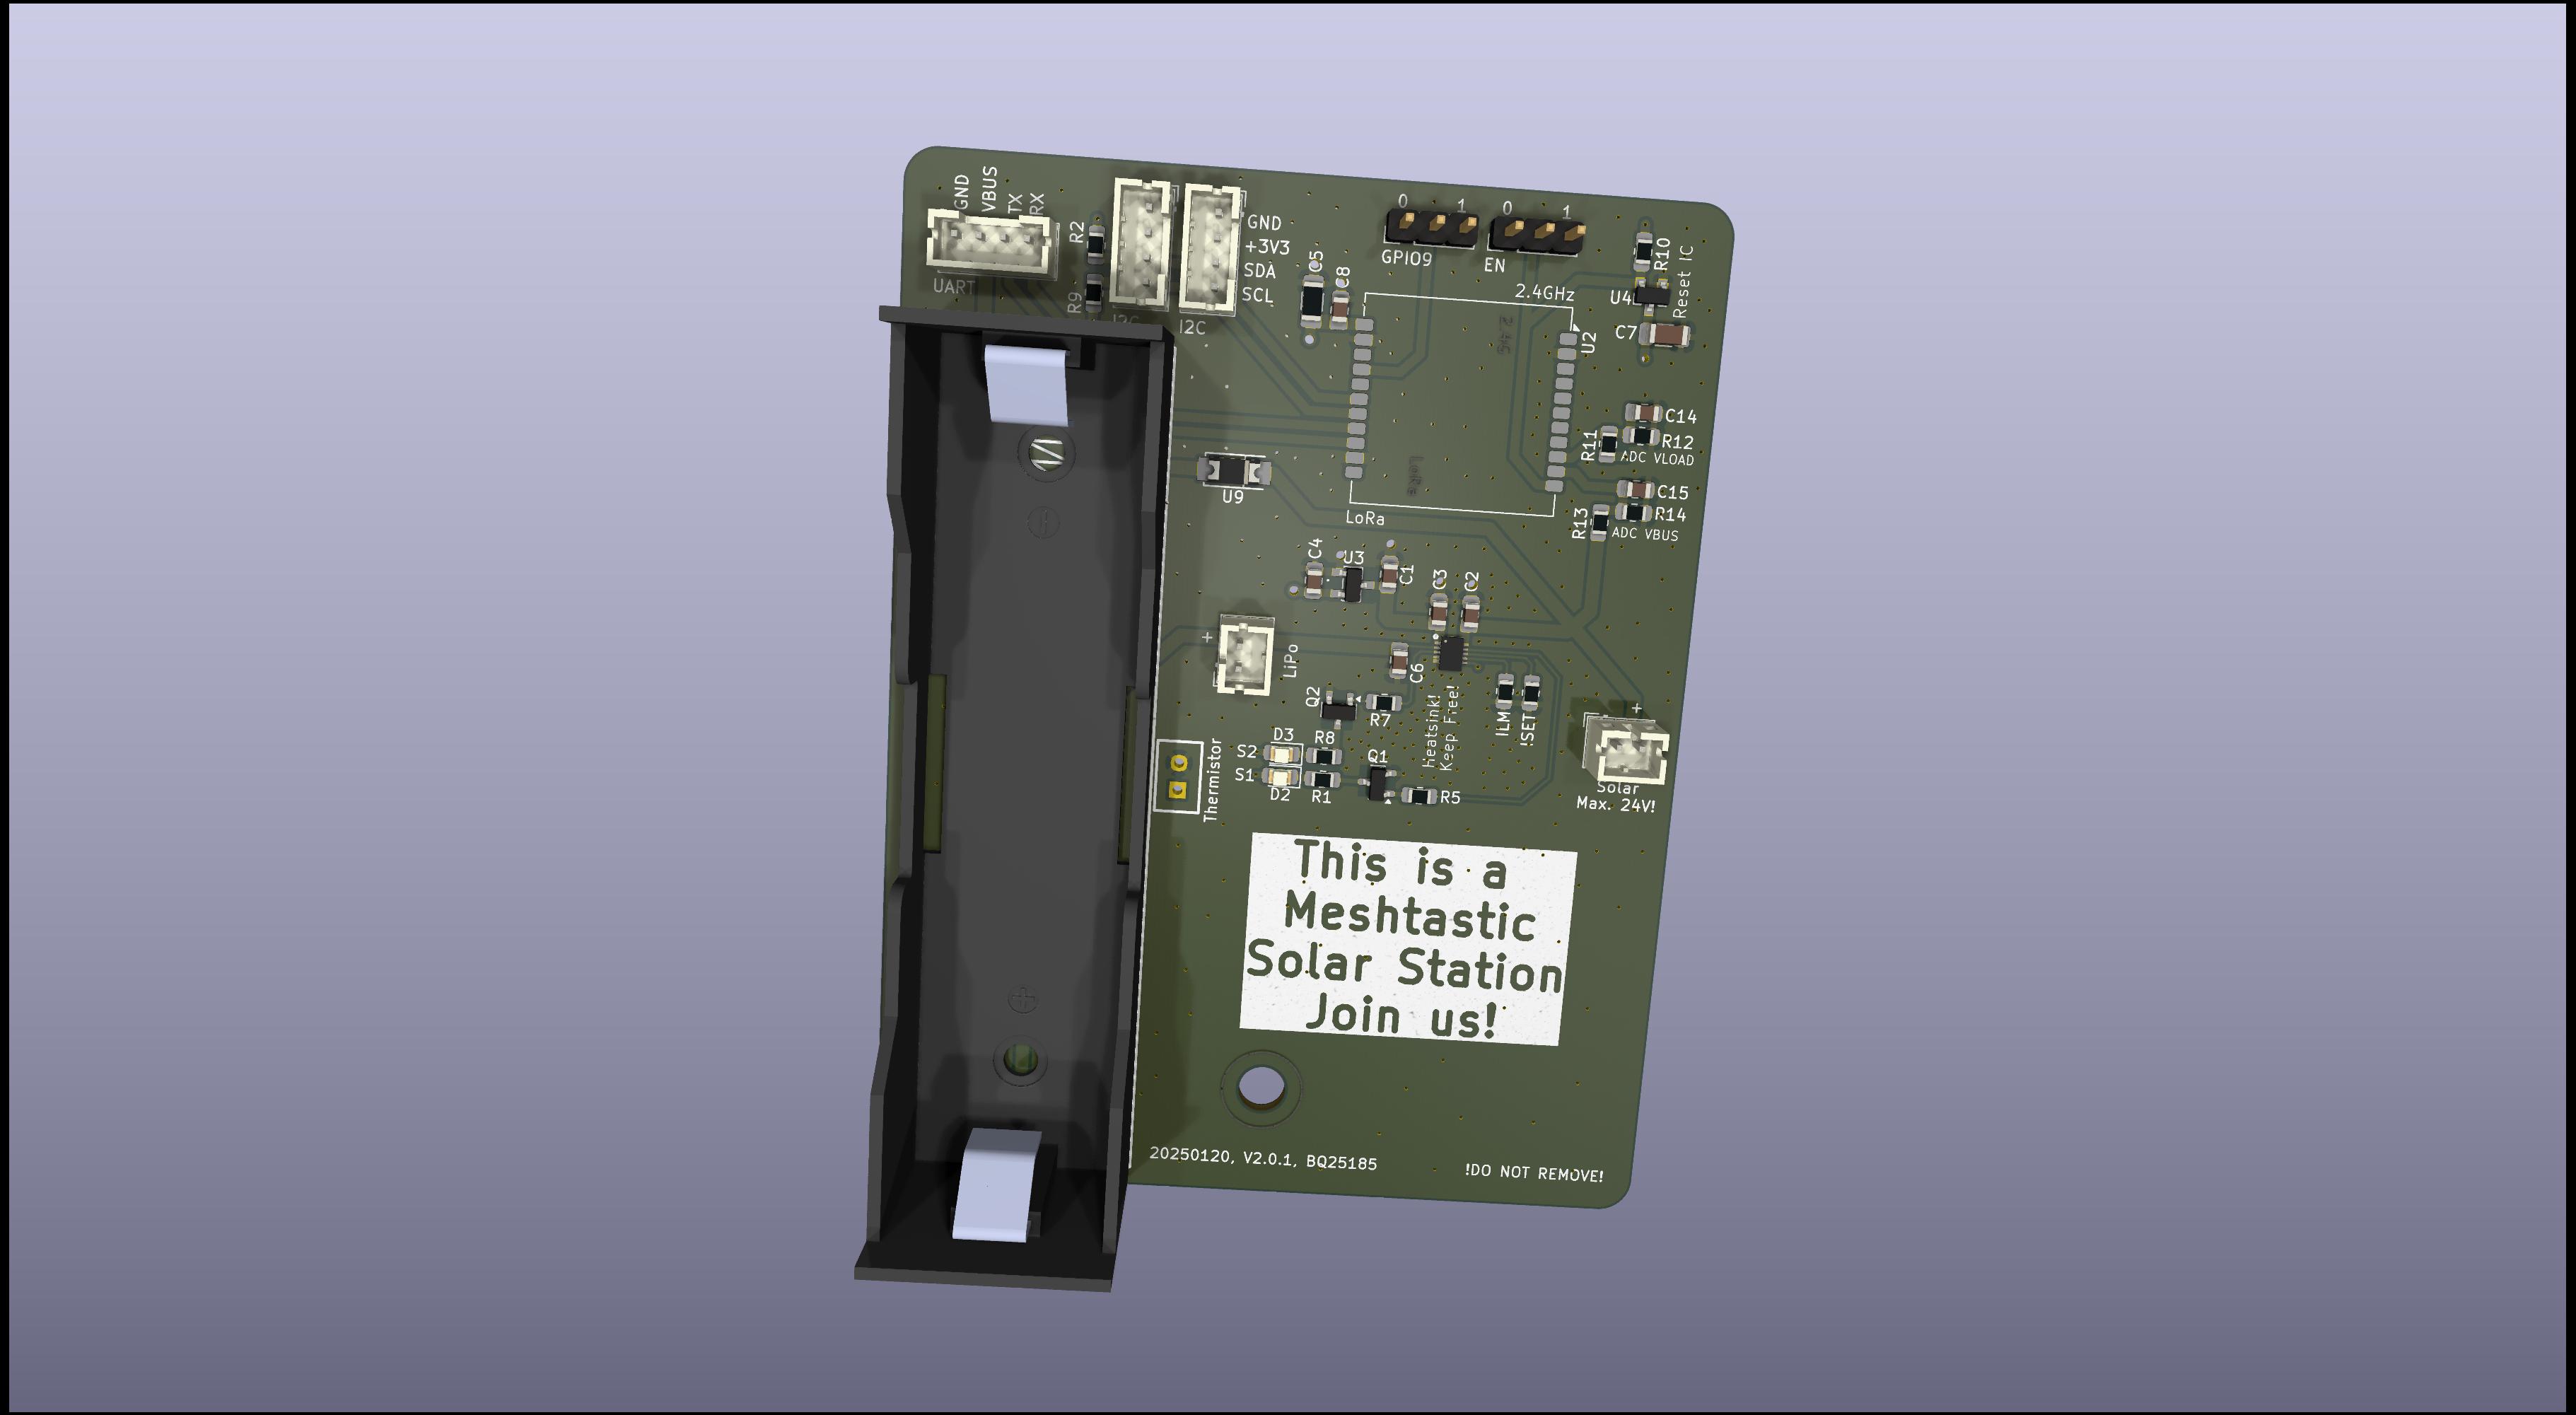 GND
VBUS
TX
RX
UART
R2
R9
I2C
I2C
GND
+3V3
SDA
SCL
C5
C8
0 1
GPIO9
0 1
EN
2.4GHz
U2
LoRa
R10
U4
Reset IC
C7
C14
R12
R11
ADC VLOAD
C15
R14
R13
ADC VBUS
U9
C4
U3
C1
C3
C2
+
LiPo
C6
Q2
R7
Heatsink!
Keep Free!
ILM
ISET
+
Solar
Max. 24V!
D3
S2
R8
S1
D2
R1
Q1
R5
Thermistor
This is a
Meshtastic
Solar Station
Join us!
20250120, V2.0.1, BQ25185
!DO NOT REMOVE!